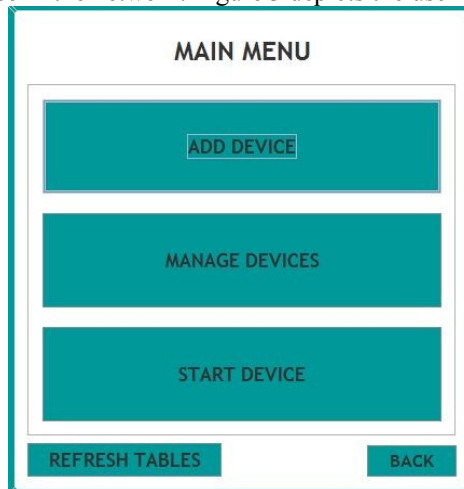 MAIN MENU
ADD DEVICE
MANAGE DEVICES
START DEVICE
REFRESH TABLES
BACK